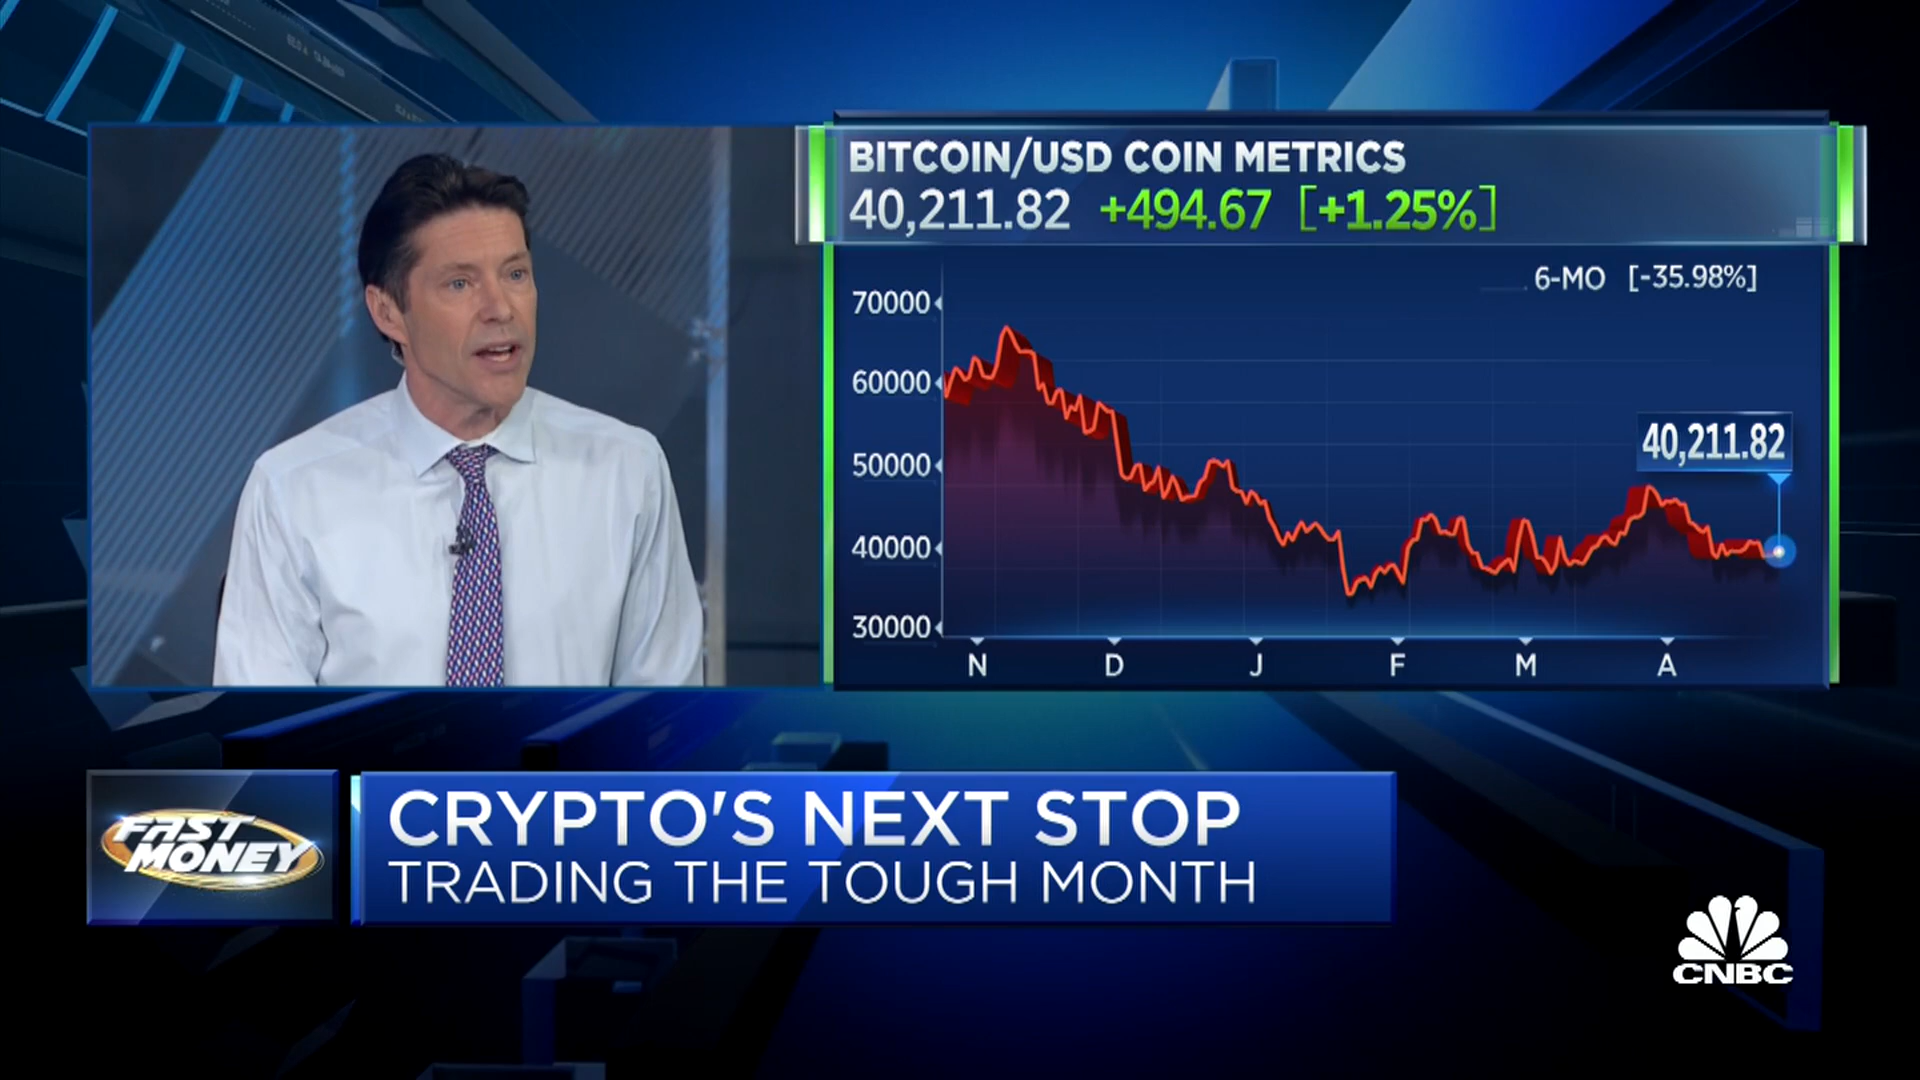 BITCOIN/USD COIN METRICS
40,211.82 +494.67 [+1.25%]
6-MO [-35.98%]
70000
60000
50000
40000
30000
40,211.82
N D J F M A
FAST
MONEY
CRYPTO'S NEXT STOP
TRADING THE TOUGH MONTH
CNBC